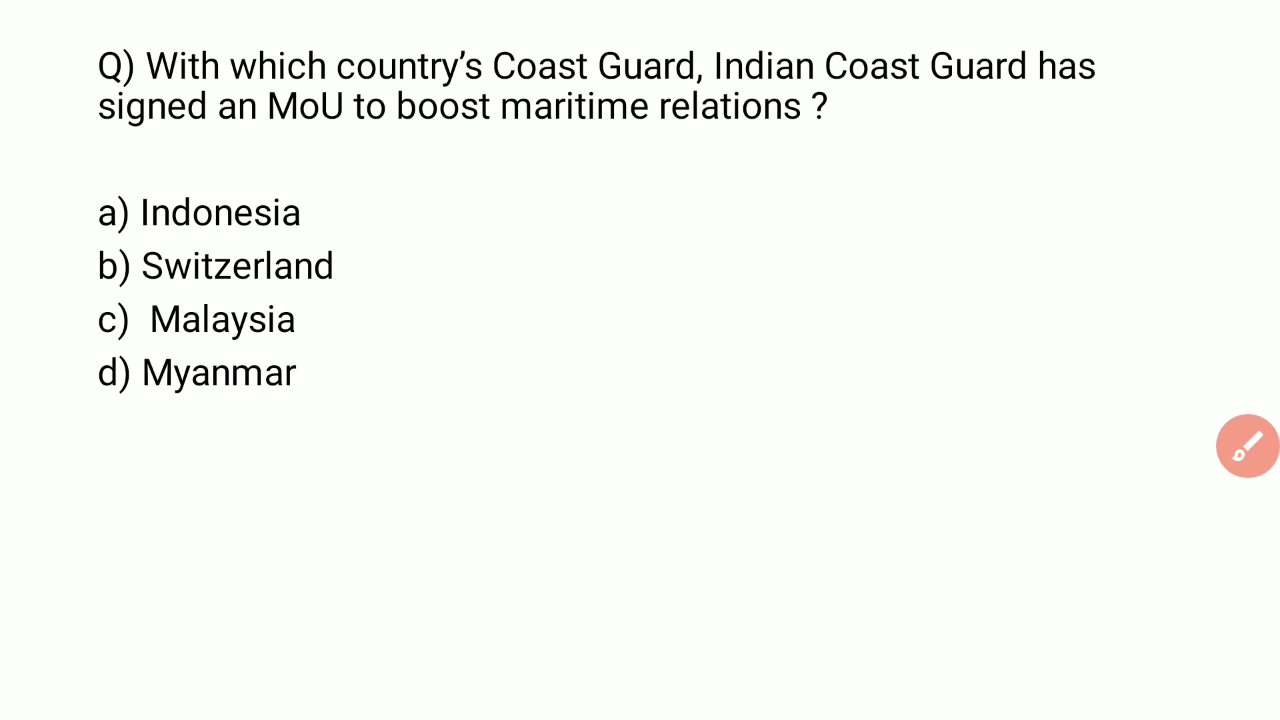 Q) With which country’s Coast Guard, Indian Coast Guard has
signed an MoU to boost maritime relations ?
a) Indonesia
b) Switzerland
c) Malaysia
d) Myanmar